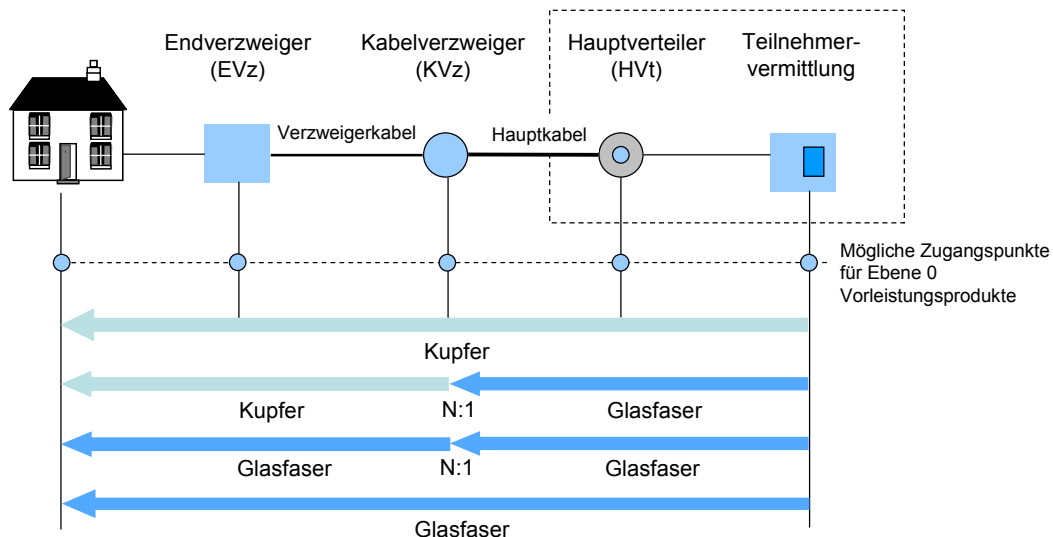 Endverzweiger
(EVz)
Kabelverzweiger
(KVz)
Hauptverteiler
(HVt)
Teilnehmer-
vermittlung
Verzweigerkabel
Hauptkabel
Mögliche Zugangspunkte
für Ebene 0
Vorleistungsprodukte
Kupfer
Kupfer
N:1
Glasfaser
Glasfaser
N:1
Glasfaser
Glasfaser